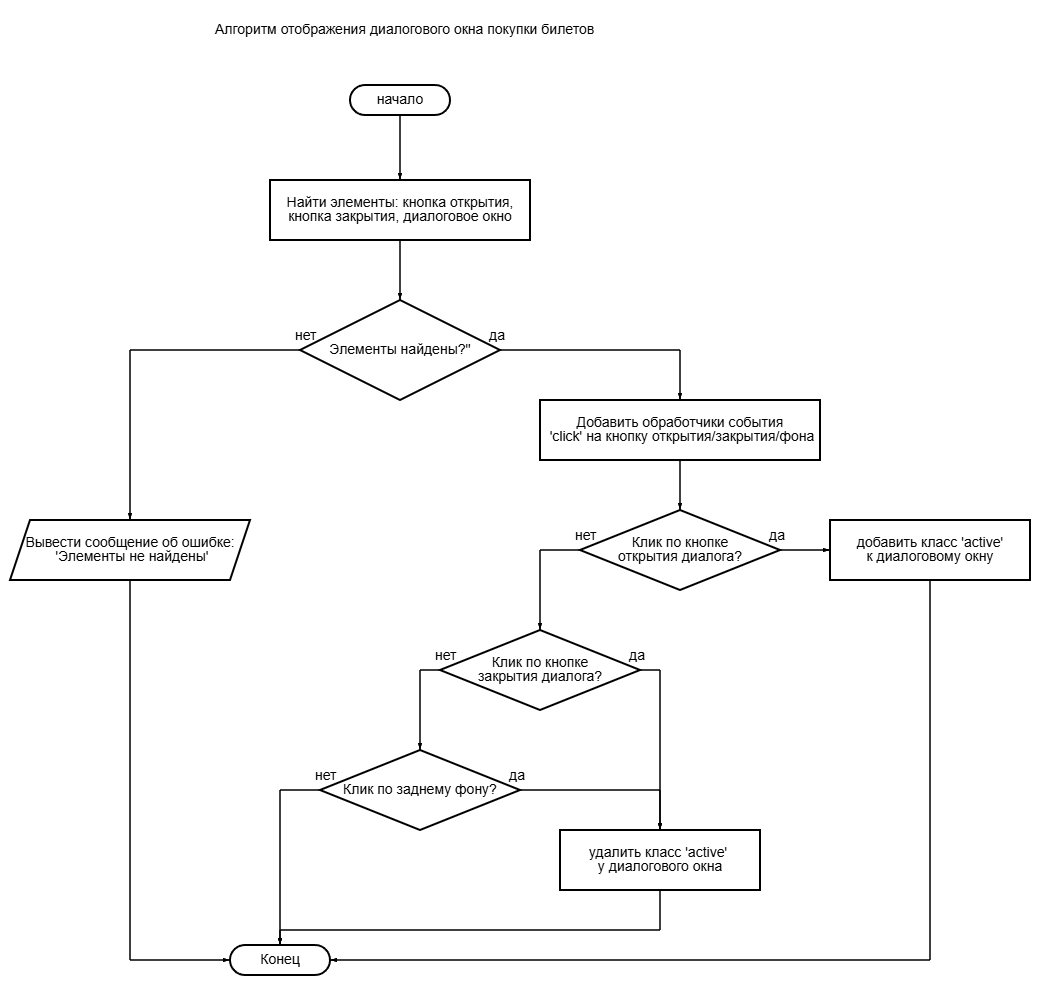 Алгоритм отображения диалогового окна покупки билетов
начало
Найти элементы: кнопка открытия,
кнопка закрытия, диалоговое окно
нет
да
Элементы найдены?"
Добавить обработчики события
'click' на кнопку открытия/закрытия/фона
Вывести сообщение об ошибке:
'Элементы не найдены'
нет
да
Клик по кнопке
открытия диалога?
добавить класс 'active'
к диалоговому окну
нет
да
Клик по кнопке
закрытия диалога?
нет
да
Клик по заднему фону?
удалить класс 'active'
у диалогового окна
Конец